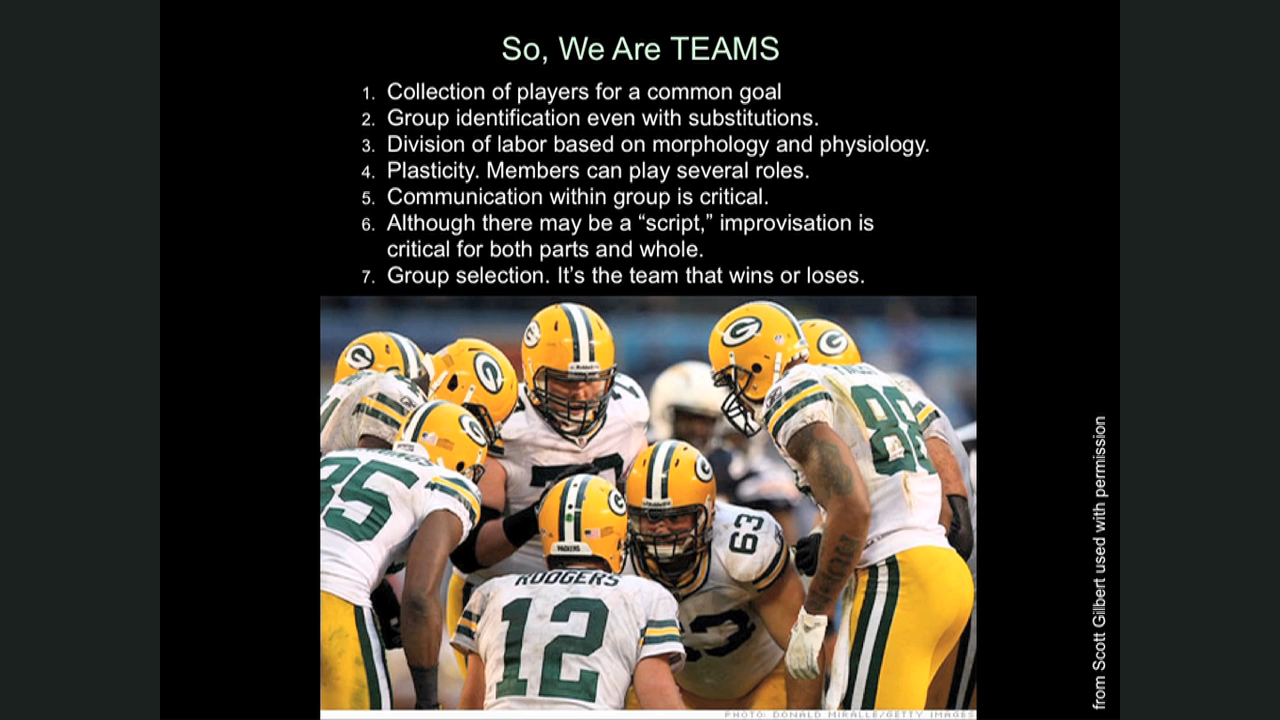 So, We Are TEAMS
1. Collection of players for a common goal
2. Group identification even with substitutions.
3. Division of labor based on morphology and physiology.
4. Plasticity. Members can play several roles.
5. Communication within group is critical.
6. Although there may be a “script,” improvisation is
critical for both parts and whole.
7. Group selection. It’s the team that wins or loses.
G
G
G
G
G
G
G
85
88
63
63
PACKERS
RODGERS
12
PHOTO: DONALD MIRALLE/GETTY IMAGES
from Scott Gilbert used with permission